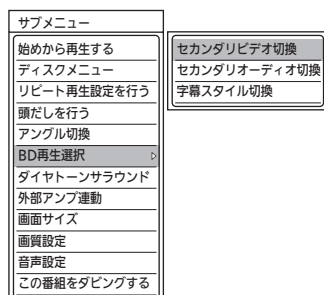 サブメニュー
始めから再生する
ディスクメニュー
リピート再生設定を行う
頭だしを行う
アングル切換
BD再生選択
ダイヤトーンサラウンド
外部アンプ連動
画面サイズ
画質設定
音声設定
この番組をダビングする
セカンダリビデオ切換
セカンダリオーディオ切換
字幕スタイル切換